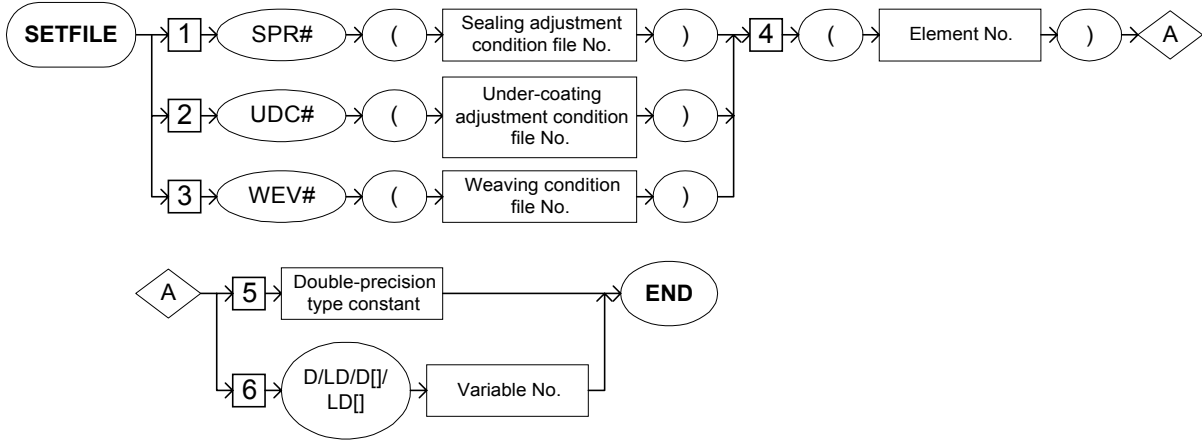 SETFILE 1 SPR# ( Sealing adjustment condition file No. ) 4 ( Element No. ) A
2 UDC# ( Under-coating adjustment condition file No. )
3 WEV# ( Weaving condition file No. )
A 5 Double-precision type constant END
6 D/LD/D[]/LD[] Variable No.